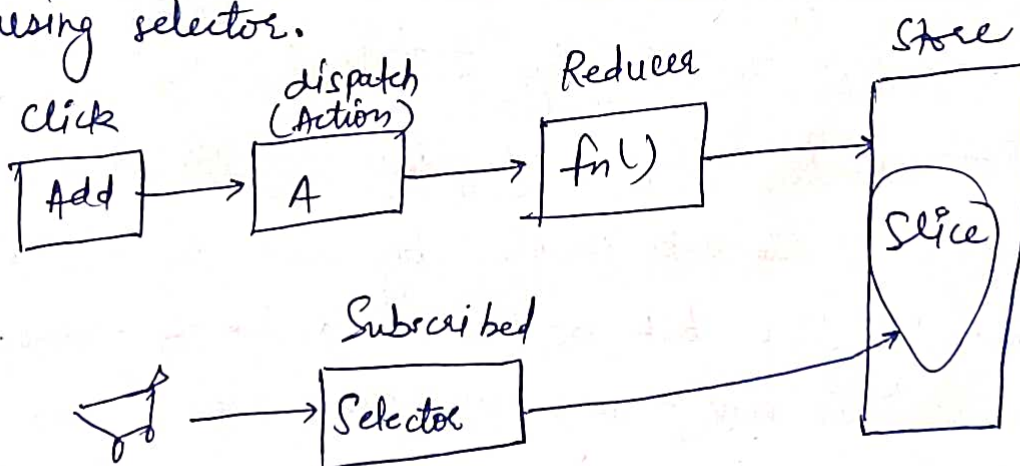 using selector.
Store
Click
dispatch
(Action)
Reducer
Add
A
fn()
Slice
Subscribed
Selector